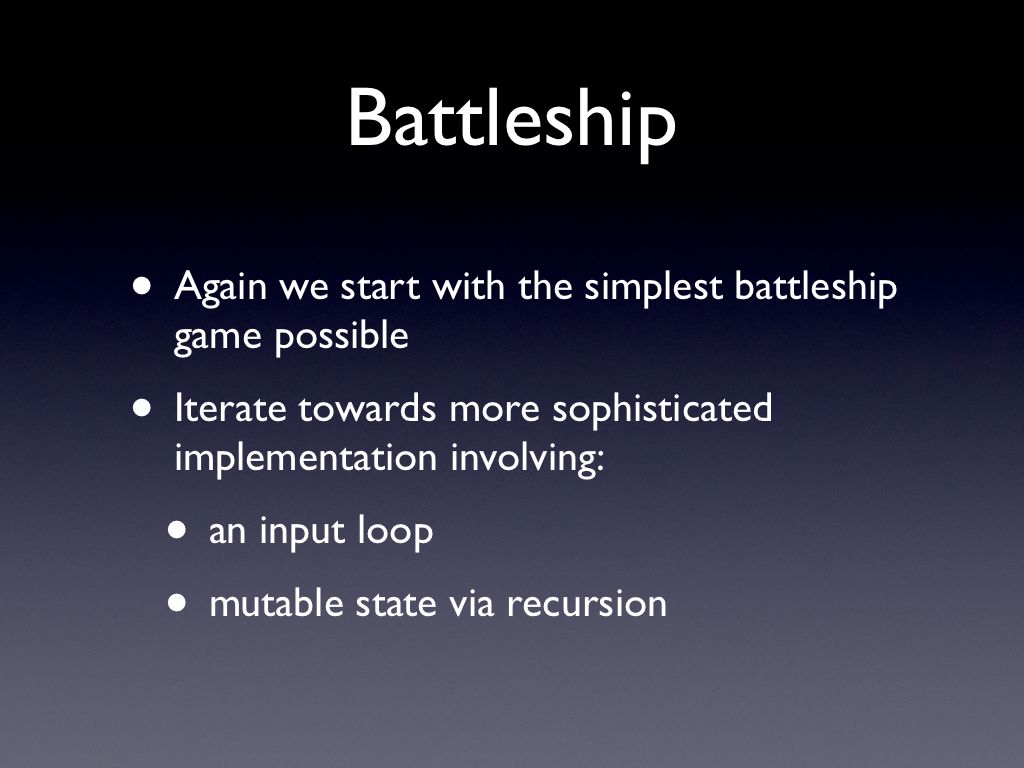 Battleship
• Again we start with the simplest battleship
game possible
• Iterate towards more sophisticated
implementation involving:
• an input loop
• mutable state via recursion